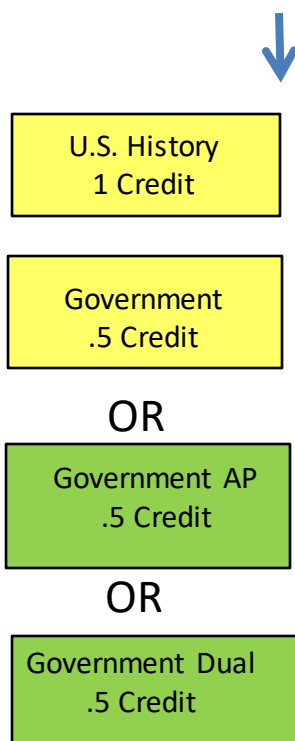 U.S. History
1 Credit
Government
.5 Credit
OR
Government AP
.5 Credit
OR
Government Dual
.5 Credit